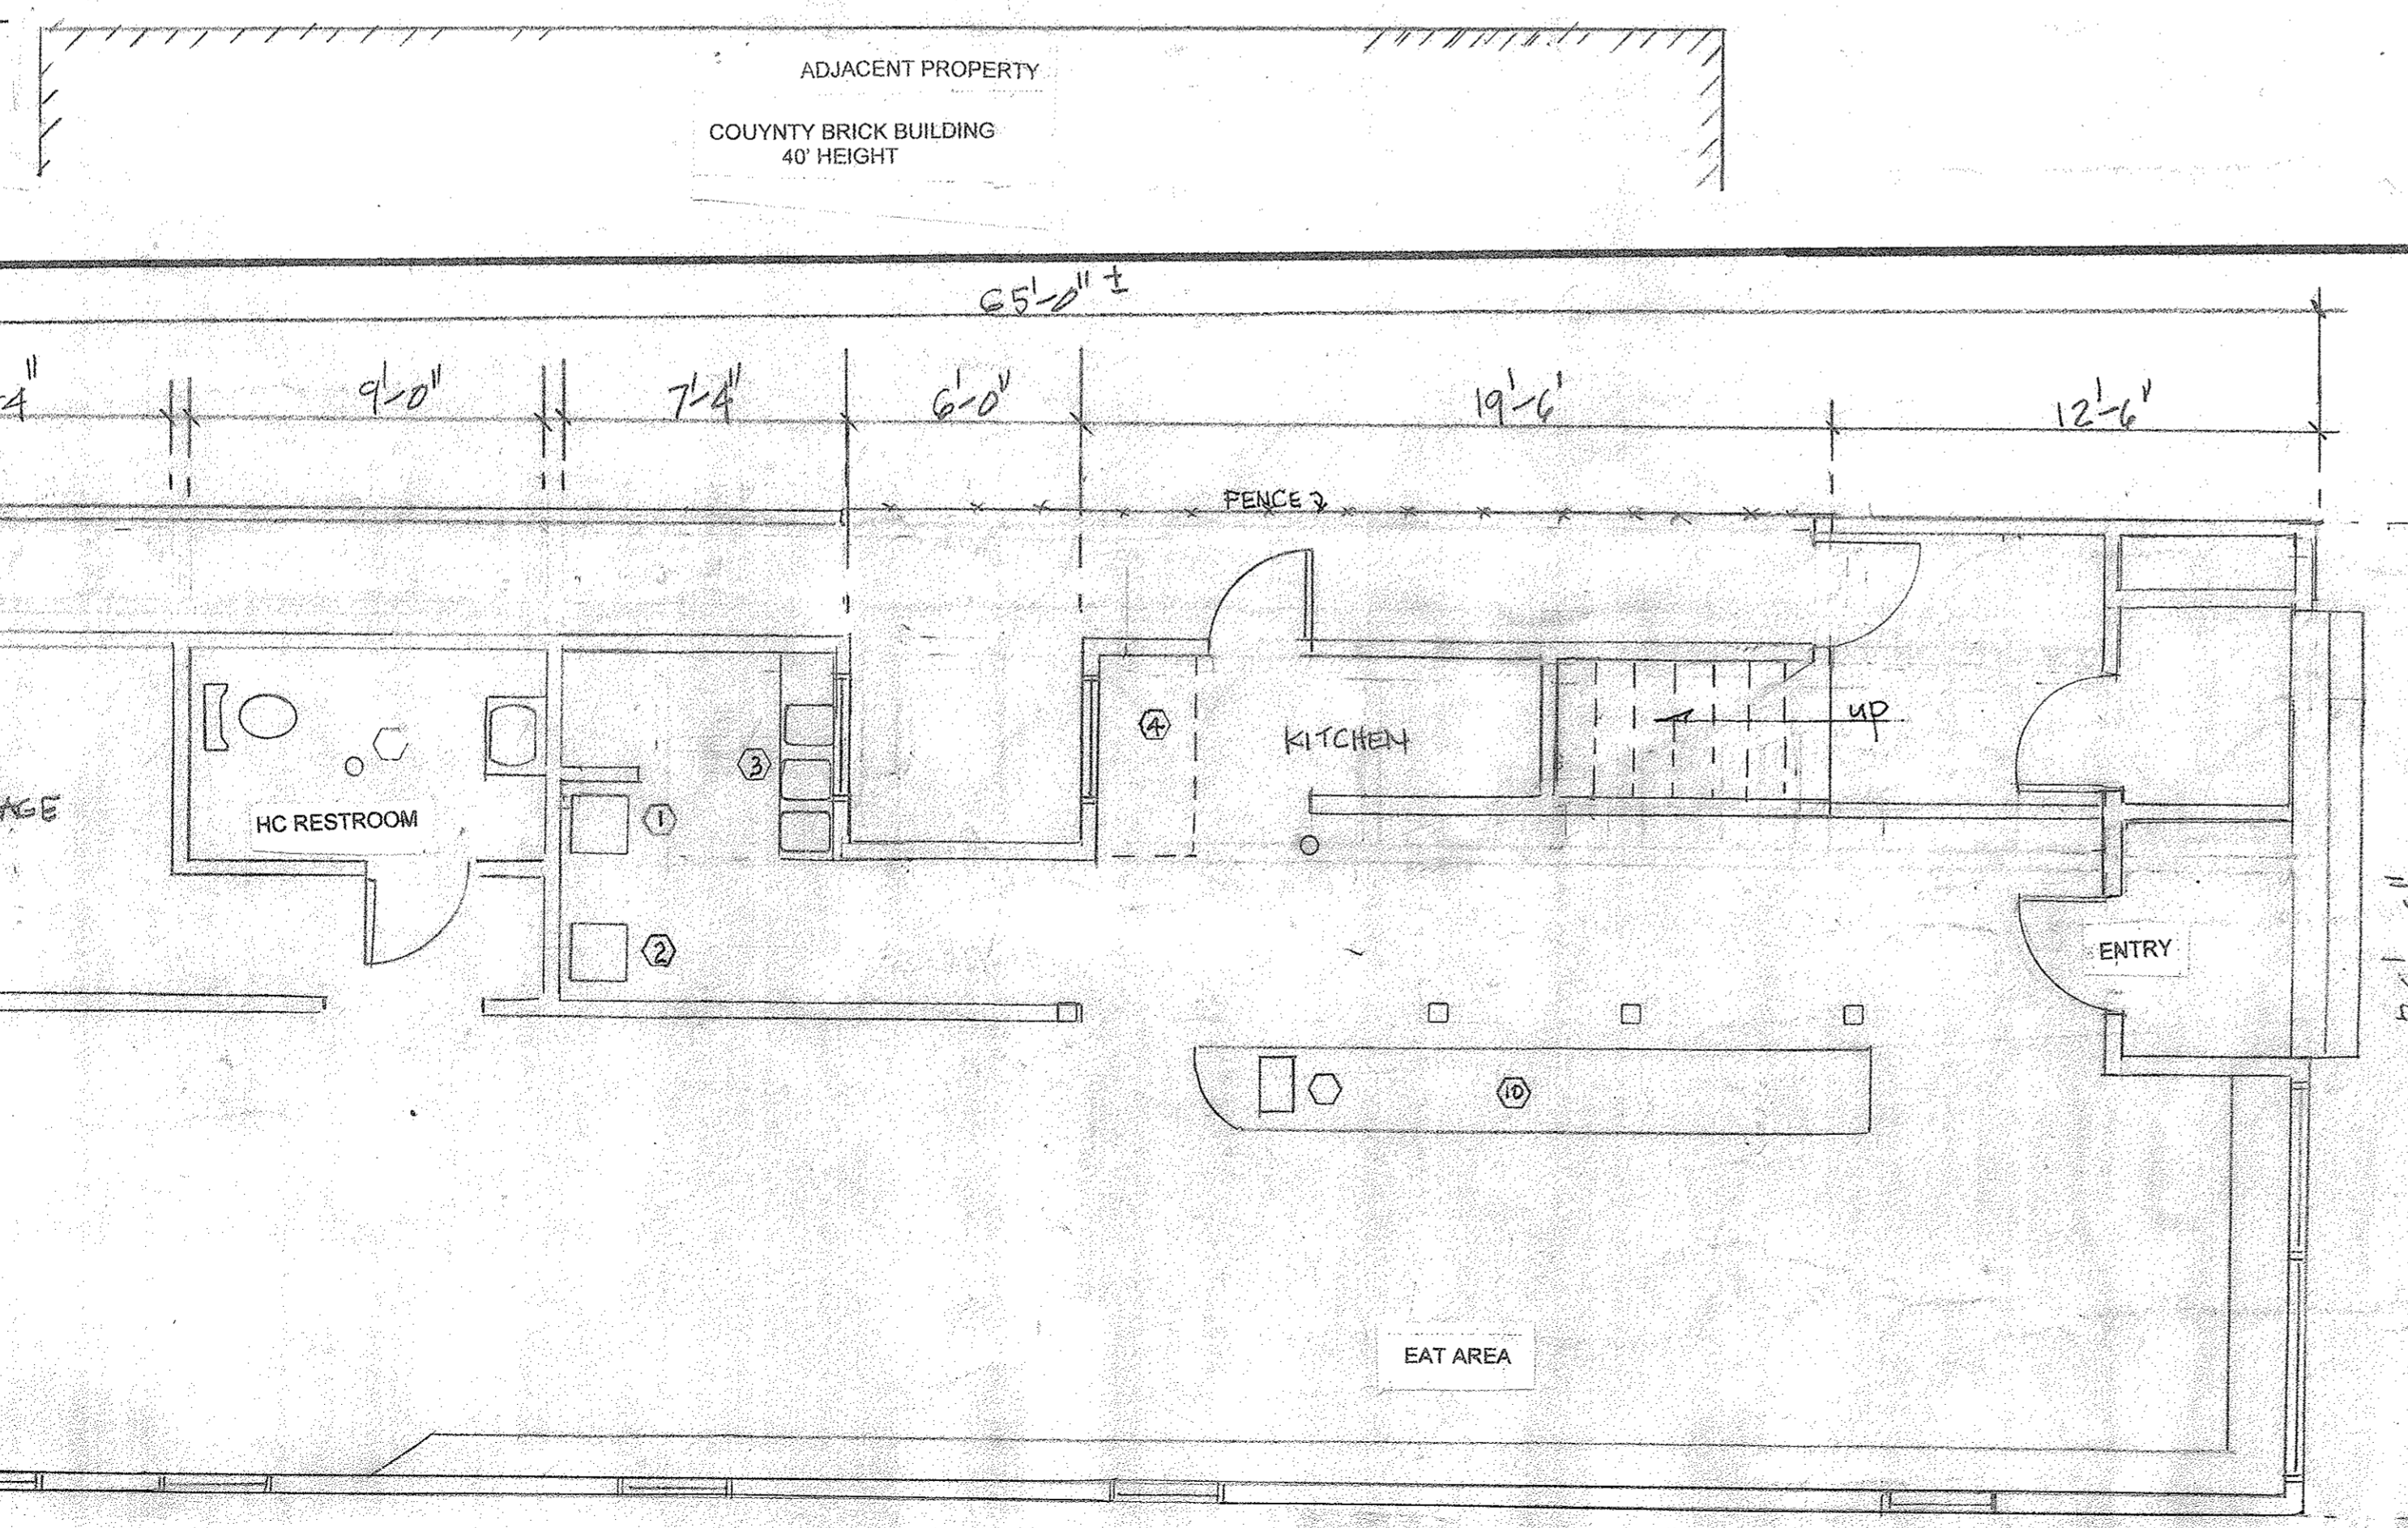 ADJACENT PROPERTY
COUYNTY BRICK BUILDING
40' HEIGHT
65'-0" ±
-4"
9'-0"
7'-4"
6'-0"
19'-6'
12'-6"
FENCE
4
KITCHEN
UP
3
AGE
HC RESTROOM
1
2
ENTRY
10
EAT AREA